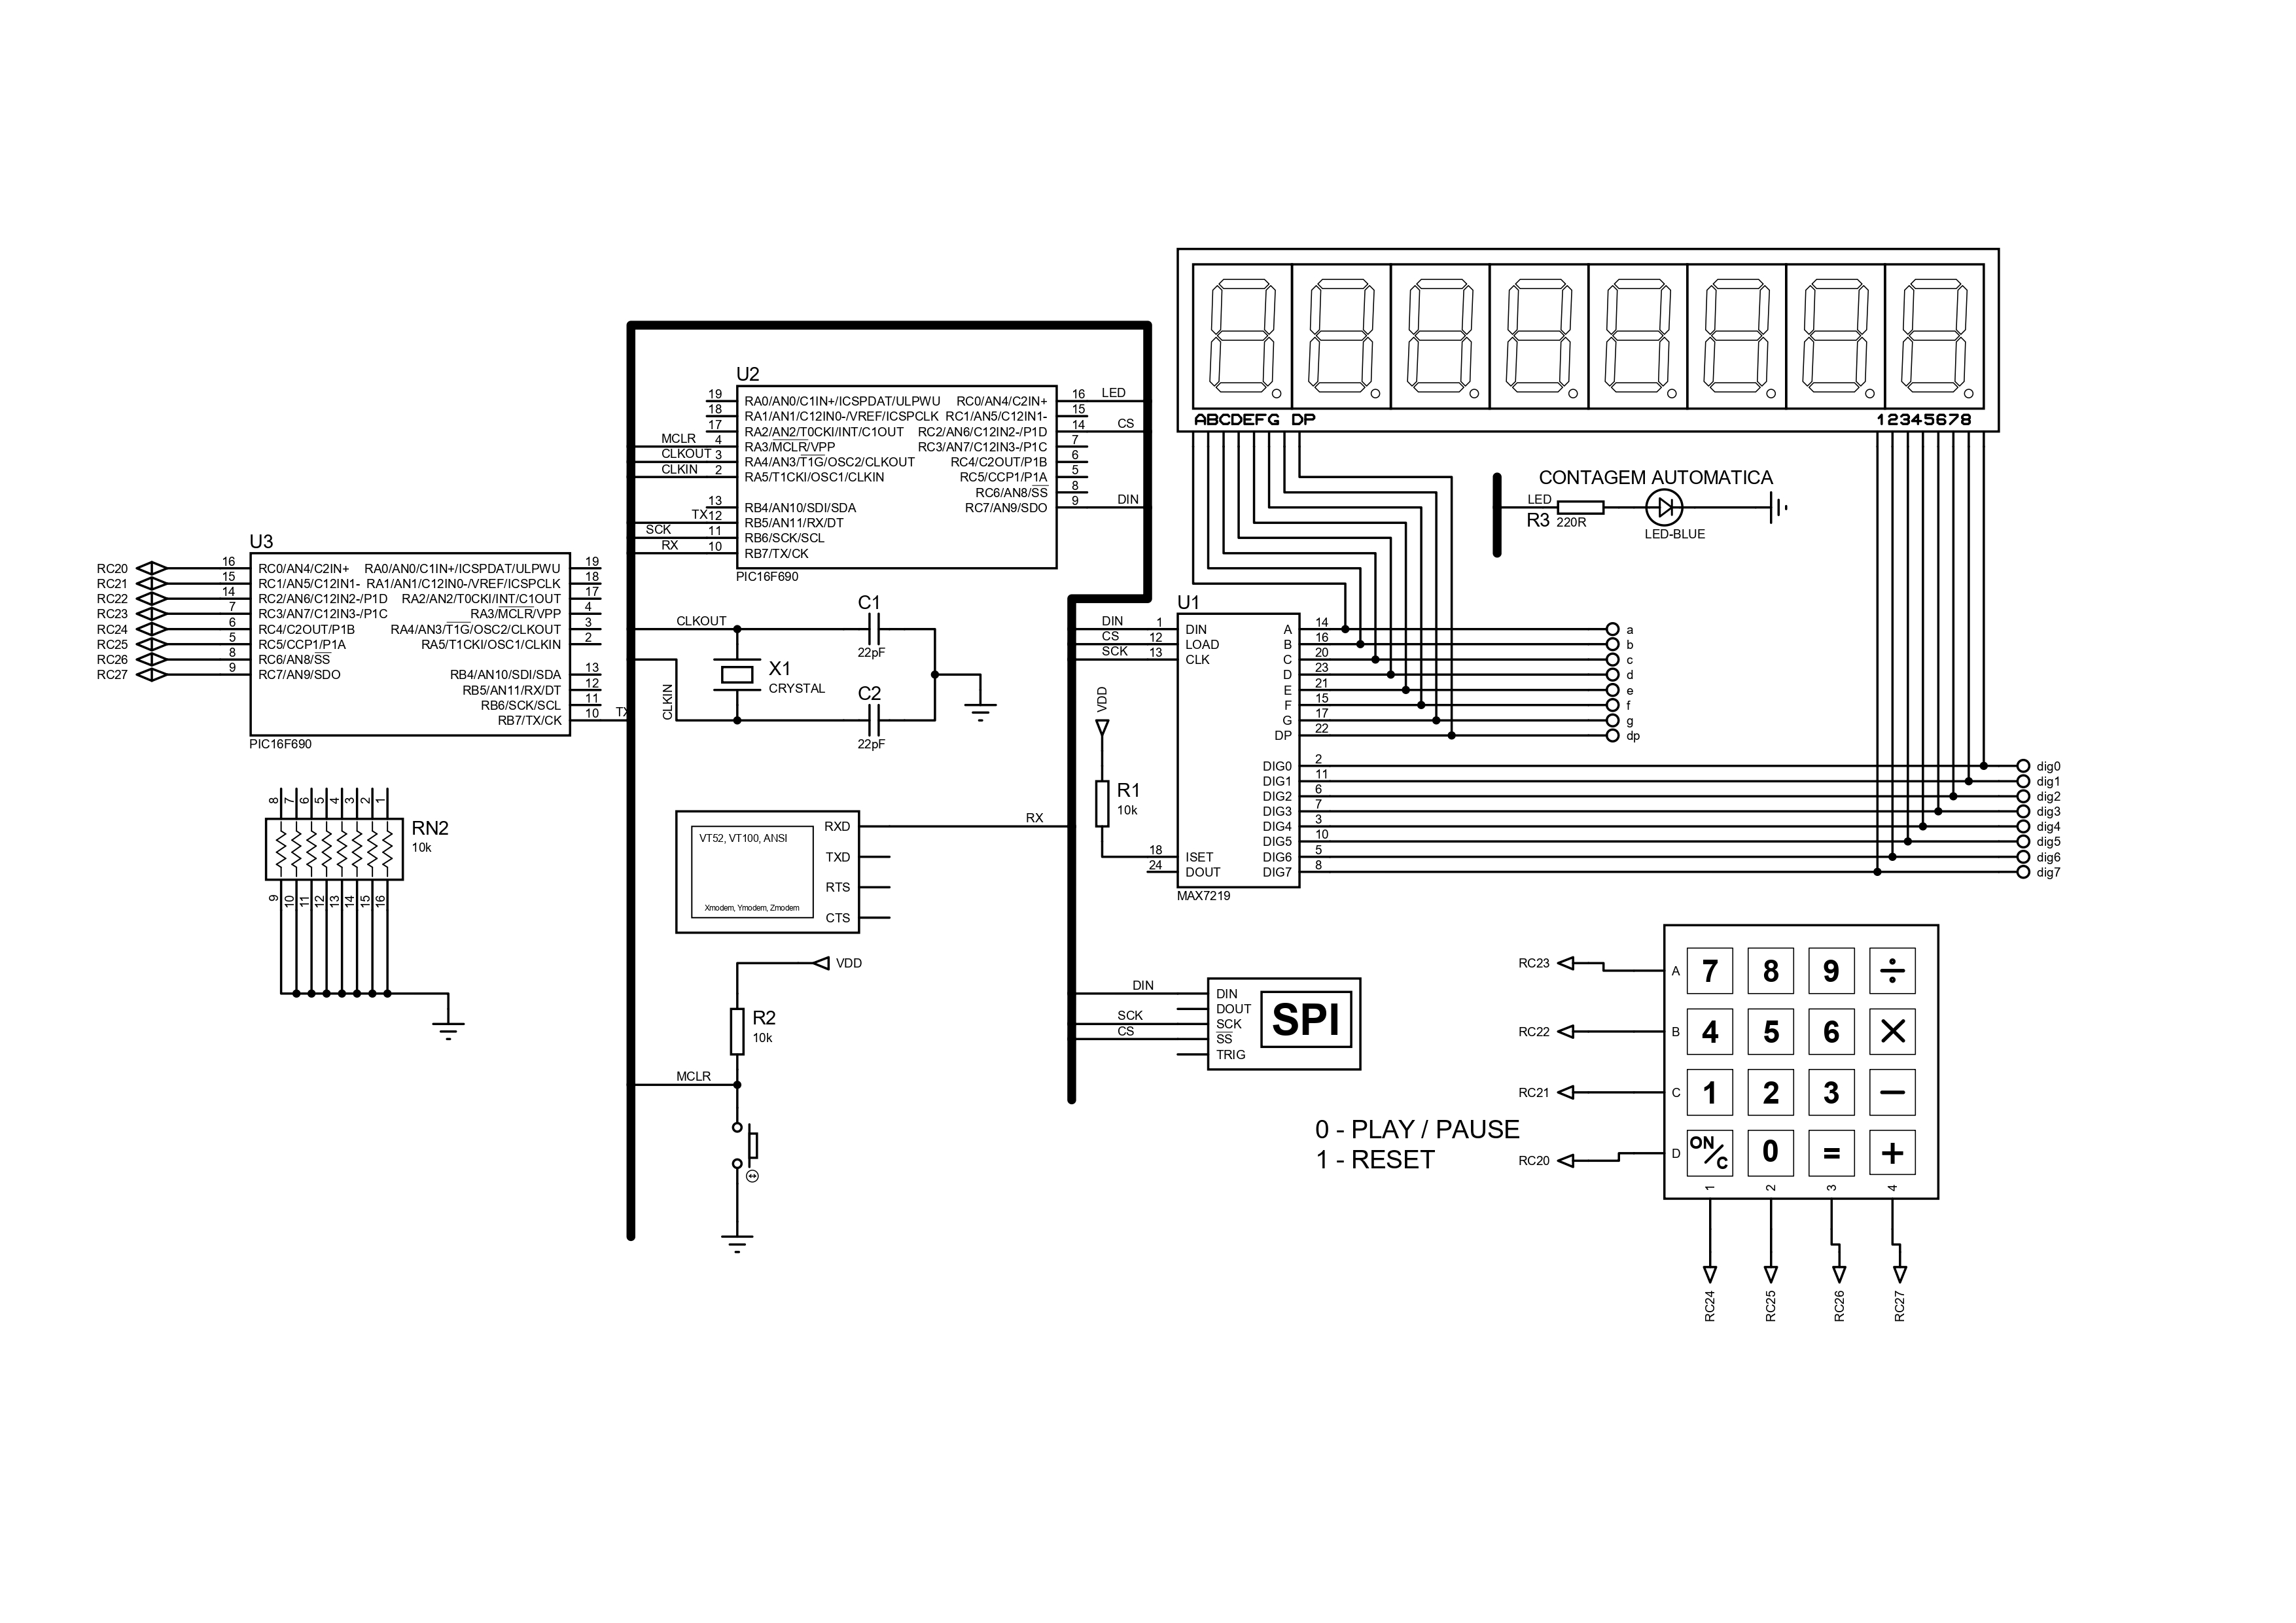 ABCDEFG DP
12345678
U2
19 RA0/AN0/C1IN+/ICSPDAT/ULPWU RC0/AN4/C2IN+ 16 LED
18 RA1/AN1/C12IN0-/VREF/ICSPCLK RC1/AN5/C12IN1- 15
17 RA2/AN2/T0CKI/INT/C1OUT RC2/AN6/C12IN2-/P1D 14 CS
MCLR 4 RA3/MCLR/VPP RC3/AN7/C12IN3-/P1C 7
CLKOUT 3 RA4/AN3/T1G/OSC2/CLKOUT RC4/C2OUT/P1B 6
CLKIN 2 RA5/T1CKI/OSC1/CLKIN RC5/CCP1/P1A 5
RC6/AN8/SS 8
13 RB4/AN10/SDI/SDA RC7/AN9/SDO 9 DIN
TX 12 RB5/AN11/RX/DT
SCK 11 RB6/SCK/SCL
RX 10 RB7/TX/CK
PIC16F690
CONTAGEM AUTOMATICA
LED
R3 220R
LED-BLUE
U3
RC20 16 RC0/AN4/C2IN+ RA0/AN0/C1IN+/ICSPDAT/ULPWU 19
RC21 15 RC1/AN5/C12IN1- RA1/AN1/C12IN0-/VREF/ICSPCLK 18
RC22 14 RC2/AN6/C12IN2-/P1D RA2/AN2/T0CKI/INT/C1OUT 17
RC23 7 RC3/AN7/C12IN3-/P1C RA3/MCLR/VPP 4
RC24 6 RC4/C2OUT/P1B RA4/AN3/T1G/OSC2/CLKOUT 3
RC25 5 RC5/CCP1/P1A RA5/T1CKI/OSC1/CLKIN 2
RC26 8 RC6/AN8/SS
RC27 9 RC7/AN9/SDO RB4/AN10/SDI/SDA 13
RB5/AN11/RX/DT 12
RB6/SCK/SCL 11
RB7/TX/CK 10 TX
PIC16F690
CLKOUT
CLKIN
C1
22pF
X1
CRYSTAL
C2
22pF
U1
DIN 1 DIN A 14 a
CS 12 LOAD B 16 b
SCK 13 CLK C 20 c
D 23 d
E 21 e
F 15 f
G 17 g
DP 22 dp
DIG0 2 dig0
DIG1 11 dig1
DIG2 6 dig2
DIG3 7 dig3
DIG4 3 dig4
DIG5 10 dig5
18 ISET DIG6 5 dig6
24 DOUT DIG7 8 dig7
MAX7219
VDD
R1
10k
8 7 6 5 4 3 2 1
RN2
10k
9 10 11 12 13 14 15 16
VT52, VT100, ANSI
Xmodem, Ymodem, Zmodem
RXD RX
TXD
RTS
CTS
VDD
R2
10k
MCLR
DIN DIN
DOUT
SCK SCK
CS SS
TRIG
SPI
0 - PLAY / PAUSE
1 - RESET
RC23 A 7 8 9 ÷
RC22 B 4 5 6 ×
RC21 C 1 2 3 −
RC20 D ON/C 0 = +
1 2 3 4
RC24 RC25 RC26 RC27